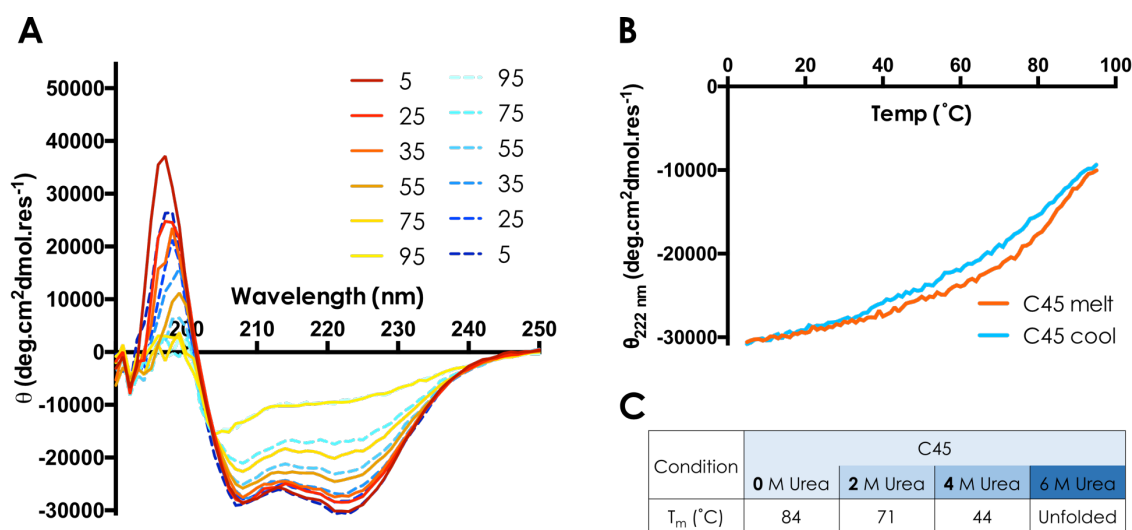 A
50000
40000
30000
20000
10000
0
-10000
-20000
-30000
θ (deg.cm²dmol.res⁻¹)
5
25
35
55
75
95
95
75
55
35
25
5
Wavelength (nm)
200
210
220
230
240
250
B
0
20
40
60
80
100
Temp (˚C)
0
-10000
-20000
-30000
θ222 nm (deg.cm²dmol.res⁻¹)
C45 melt
C45 cool
C
Condition
C45
0 M Urea 2 M Urea 4 M Urea 6 M Urea
Tm (˚C) 84 71 44 Unfolded